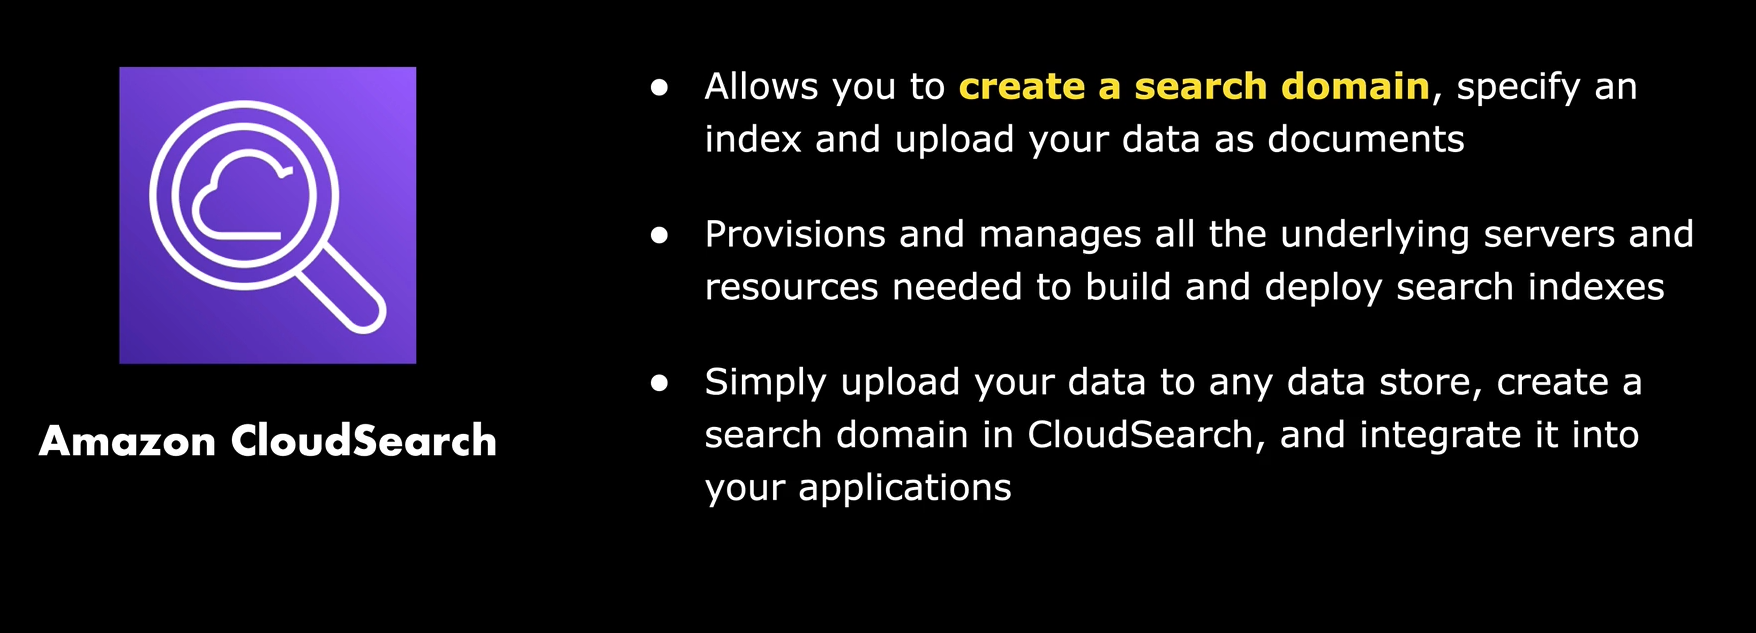 Amazon CloudSearch
● Allows you to create a search domain, specify an
index and upload your data as documents
● Provisions and manages all the underlying servers and
resources needed to build and deploy search indexes
● Simply upload your data to any data store, create a
search domain in CloudSearch, and integrate it into
your applications